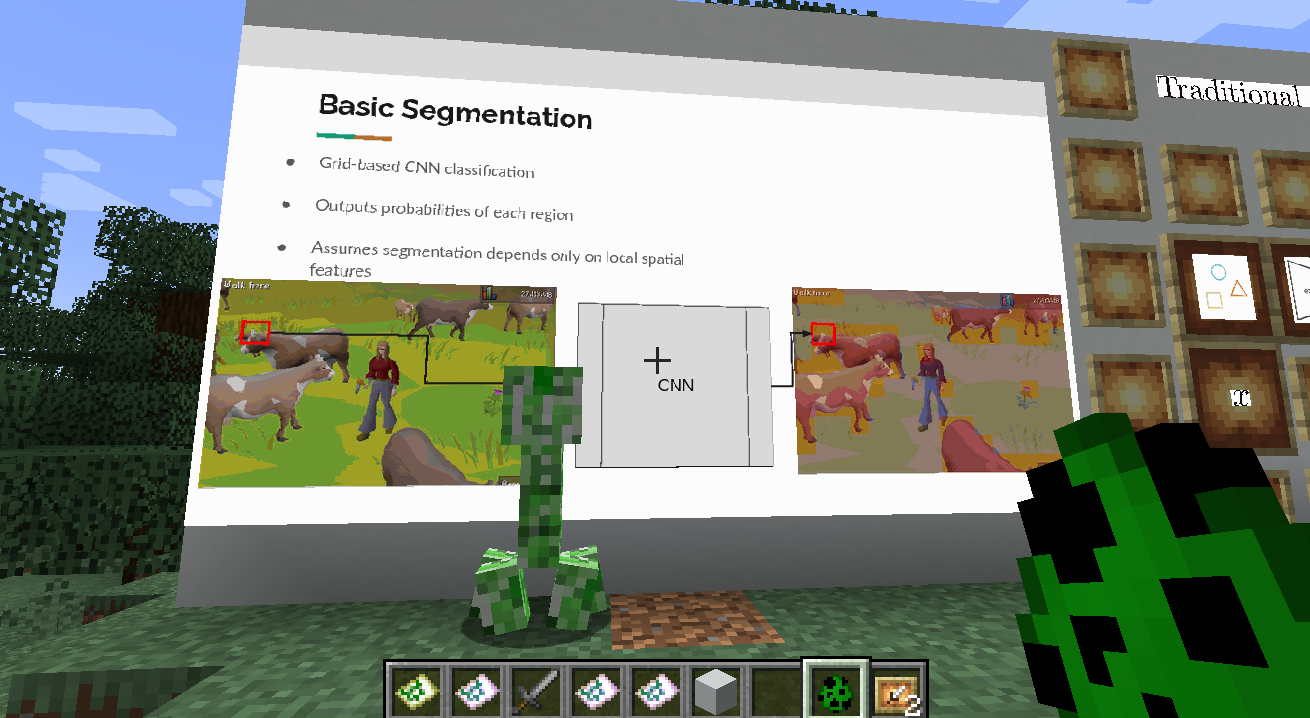 Basic Segmentation
Traditional
Grid-based CNN classification
Outputs probabilities of each region
Assumes segmentation depends only on local spatial
features
Walk here
Walk here
CNN
x
2